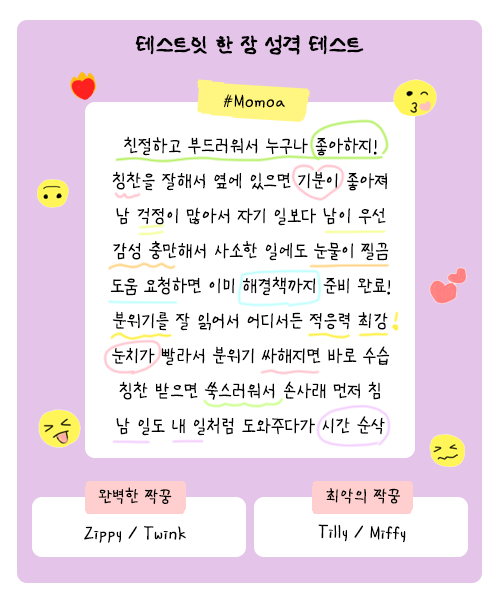 테스트잇 한 장 성격 테스트
#Momoa
친절하고 부드러워서 누구나 좋아하지!
칭찬을 잘해서 옆에 있으면 기분이 좋아져
남 걱정이 많아서 자기 일보다 남이 우선
감성 충만해서 사소한 일에도 눈물이 찔끔
도움 요청하면 이미 해결책까지 준비 완료!
분위기를 잘 읽어서 어디서든 적응력 최강!
눈치가 빨라서 분위기 싸해지면 바로 수습
칭찬 받으면 쑥스러워서 손사래 먼저 침
남 일도 내 일처럼 도와주다가 시간 순삭
완벽한 짝꿍
Zippy / Twink
최악의 짝꿍
Tilly / Miffy